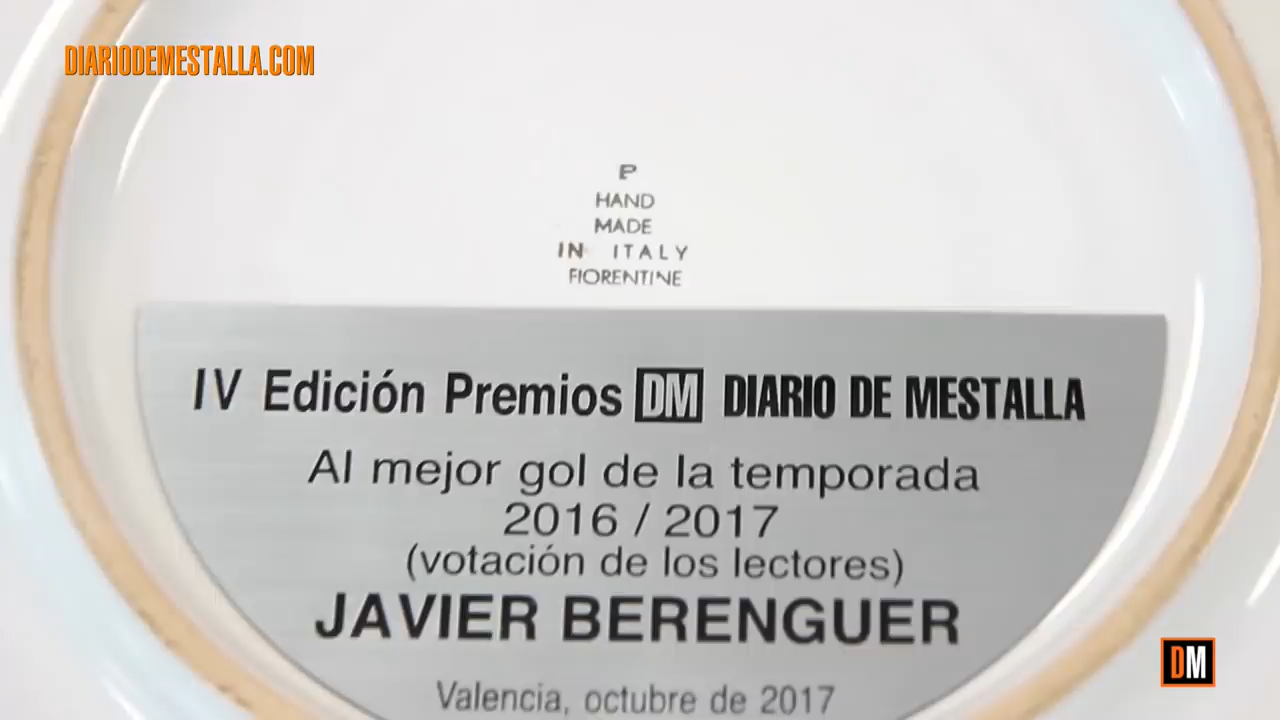 DIARIODEMESTALLA.COM
P
HAND
MADE
IN ITALY
FIORENTINE
IV Edición Premios DM DIARIO DE MESTALLA
Al mejor gol de la temporada
2016 / 2017
(votación de los lectores)
JAVIER BERENGUER
Valencia, octubre de 2017
DM